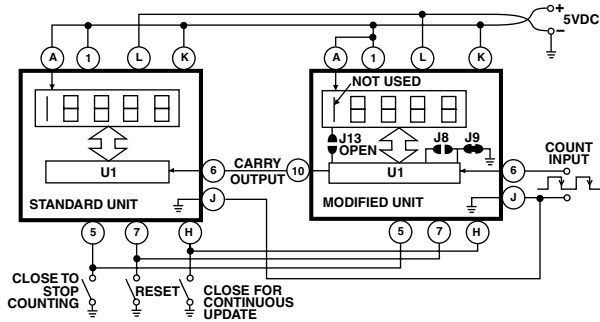 +
5VDC
−
A
1
L
K
A
1
L
K
NOT USED
J13
OPEN
J8
J9
U1
U1
6
CARRY
OUTPUT
10
6
COUNT
INPUT
STANDARD UNIT
J
MODIFIED UNIT
J
5
7
H
5
7
H
CLOSE TO
STOP
COUNTING
RESET
CLOSE FOR
CONTINUOUS
UPDATE